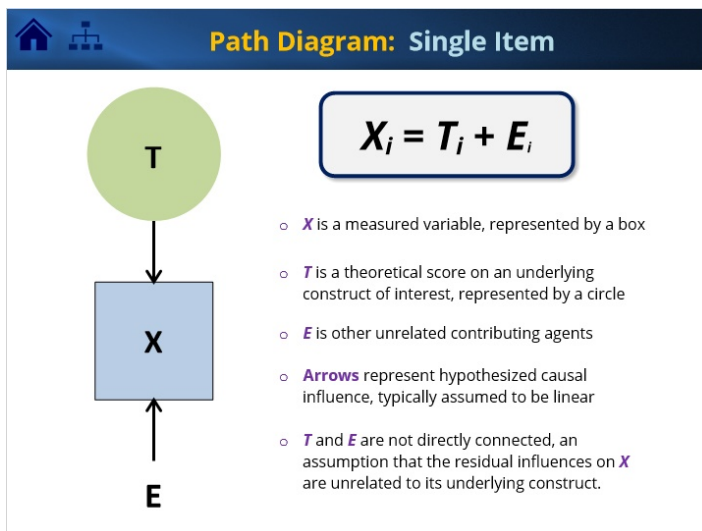 Path Diagram: Single Item
T
X
E
Xᵢ = Tᵢ + Eᵢ
X is a measured variable, represented by a box
T is a theoretical score on an underlying
construct of interest, represented by a circle
E is other unrelated contributing agents
Arrows represent hypothesized causal
influence, typically assumed to be linear
T and E are not directly connected, an
assumption that the residual influences on X
are unrelated to its underlying construct.